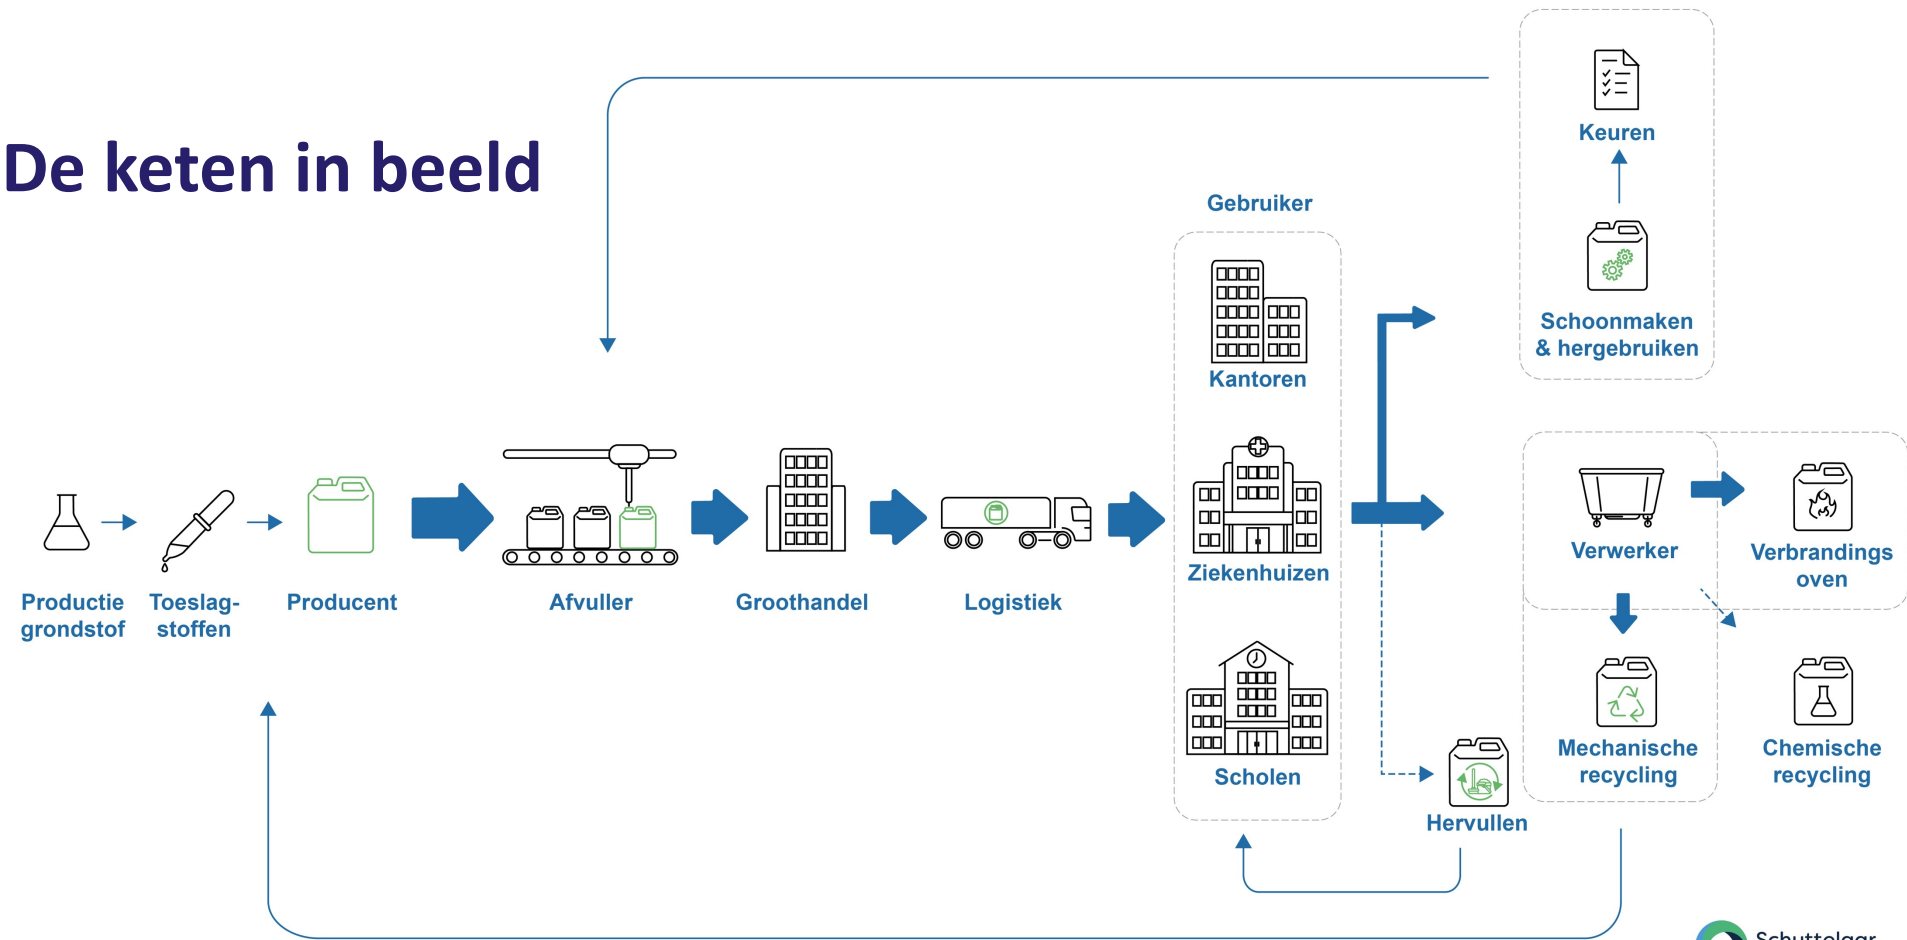 De keten in beeld
Keuren
Schoonmaken
& hergebruiken
Gebruiker
Kantoren
Ziekenhuizen
Scholen
Productie
grondstof
Toeslag-
stoffen
Producent
Afvuller
Groothandel
Logistiek
Verwerker
Verbrandings
oven
Mechanische
recycling
Chemische
recycling
Hervullen
Schuttelaar